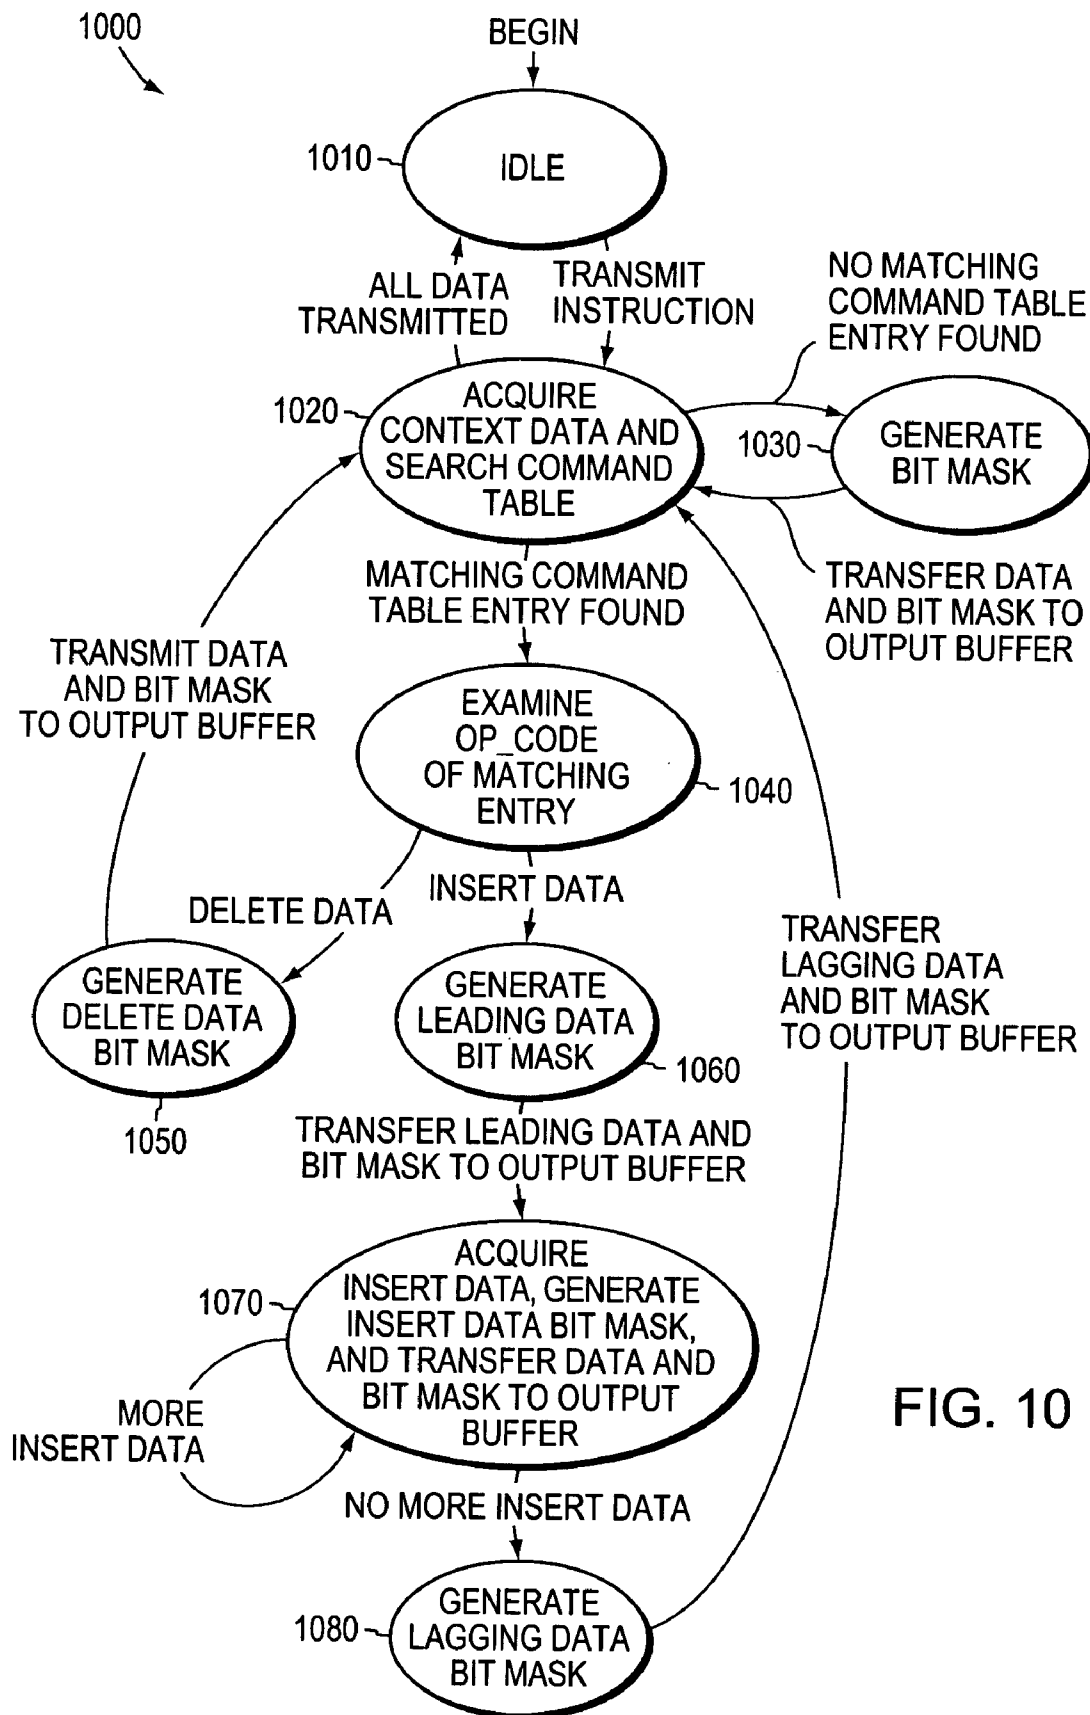 1000
BEGIN
1010
IDLE
ALL DATA
TRANSMITTED
TRANSMIT
INSTRUCTION
NO MATCHING
COMMAND TABLE
ENTRY FOUND
1020
ACQUIRE
CONTEXT DATA AND
SEARCH COMMAND
TABLE
1030
GENERATE
BIT MASK
MATCHING COMMAND
TABLE ENTRY FOUND
TRANSFER DATA
AND BIT MASK TO
OUTPUT BUFFER
TRANSMIT DATA
AND BIT MASK
TO OUTPUT BUFFER
EXAMINE
OP_CODE
OF MATCHING
ENTRY
1040
DELETE DATA
INSERT DATA
GENERATE
DELETE DATA
BIT MASK
1050
GENERATE
LEADING DATA
BIT MASK
1060
TRANSFER
LAGGING DATA
AND BIT MASK
TO OUTPUT BUFFER
TRANSFER LEADING DATA AND
BIT MASK TO OUTPUT BUFFER
1070
ACQUIRE
INSERT DATA, GENERATE
INSERT DATA BIT MASK,
AND TRANSFER DATA AND
BIT MASK TO OUTPUT
BUFFER
MORE
INSERT DATA
FIG. 10
NO MORE INSERT DATA
1080
GENERATE
LAGGING DATA
BIT MASK